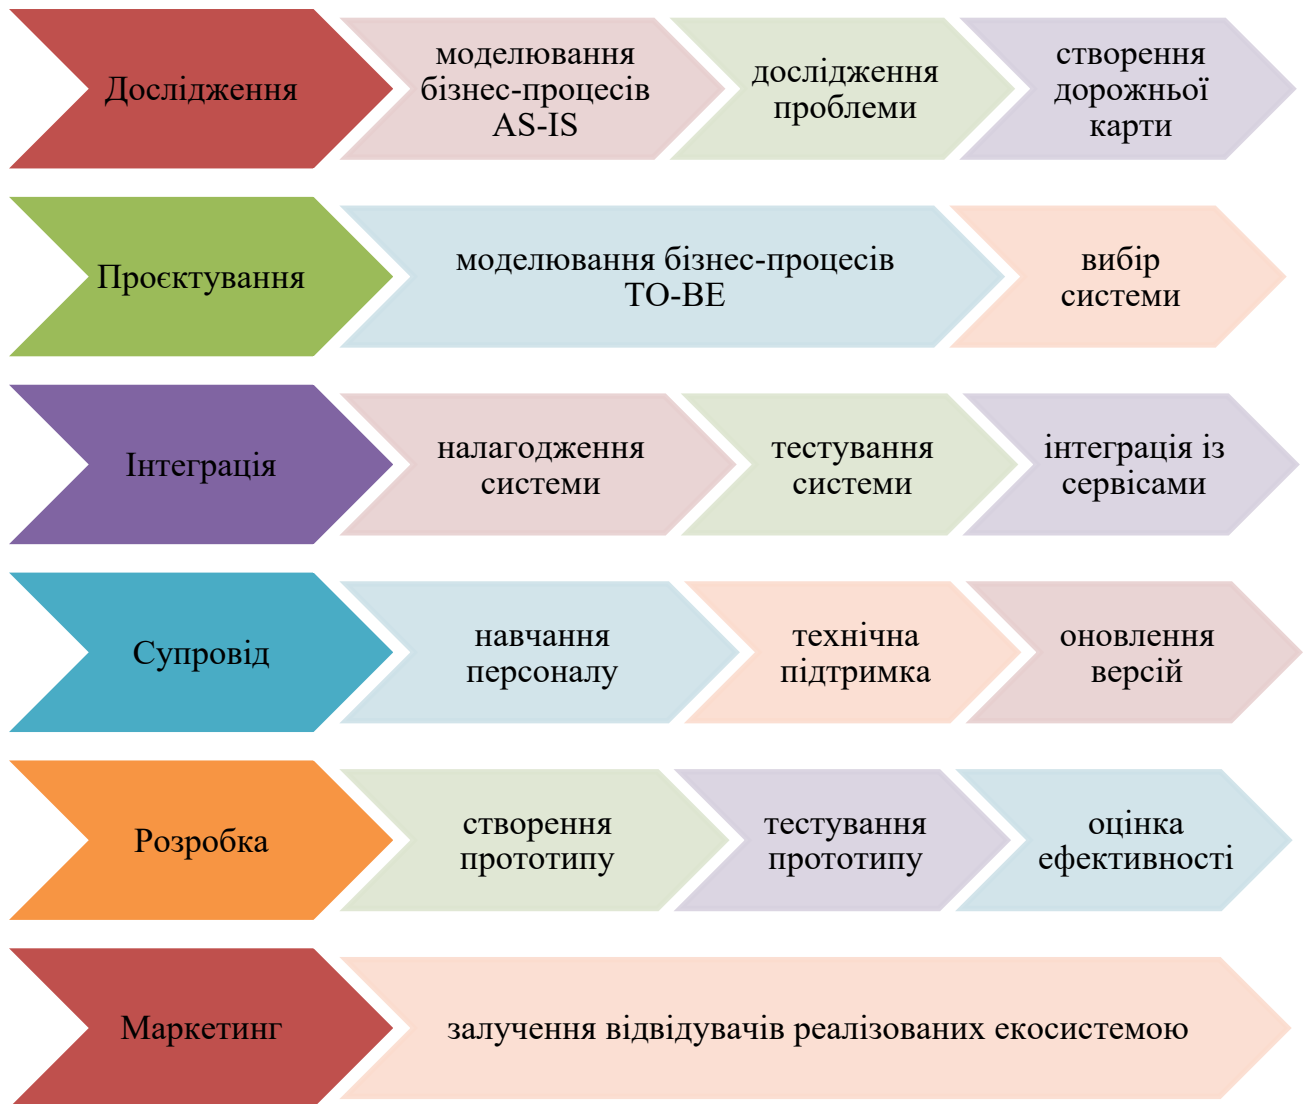 Дослідження
моделювання
бізнес-процесів
AS-IS
дослідження
проблеми
створення
дорожньої
карти
Проєктування
моделювання бізнес-процесів
TO-BE
вибір
системи
Інтеграція
налагодження
системи
тестування
системи
інтеграція із
сервісами
Супровід
навчання
персоналу
технічна
підтримка
оновлення
версій
Розробка
створення
прототипу
тестування
прототипу
оцінка
ефективності
Маркетинг
залучення відвідувачів реалізованих екосистемою